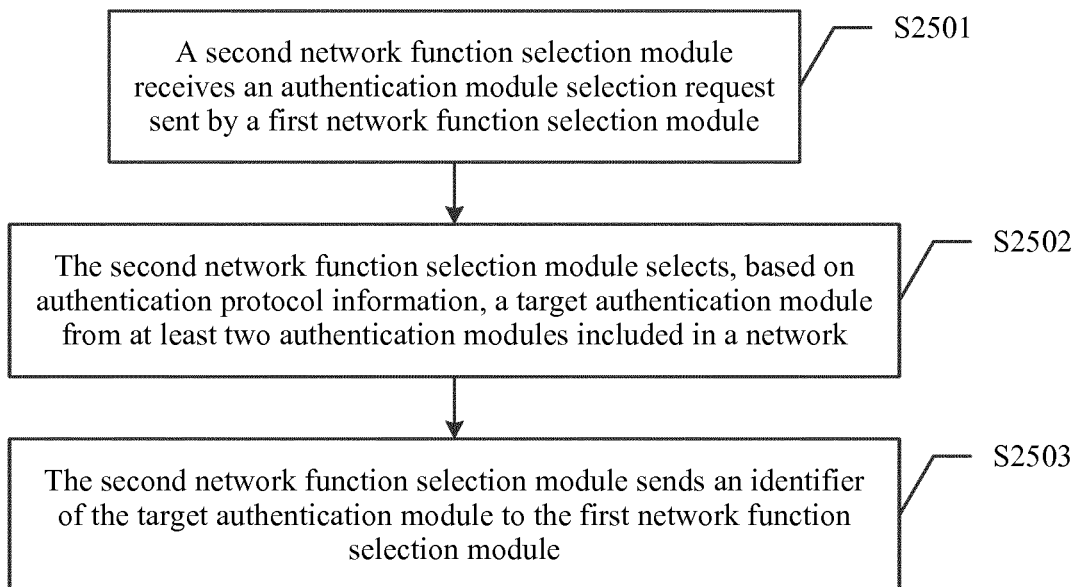 A second network function selection module
receives an authentication module selection request
sent by a first network function selection module
S2501
The second network function selection module selects, based on
authentication protocol information, a target authentication module
from at least two authentication modules included in a network
S2502
The second network function selection module sends an identifier
of the target authentication module to the first network function
selection module
S2503